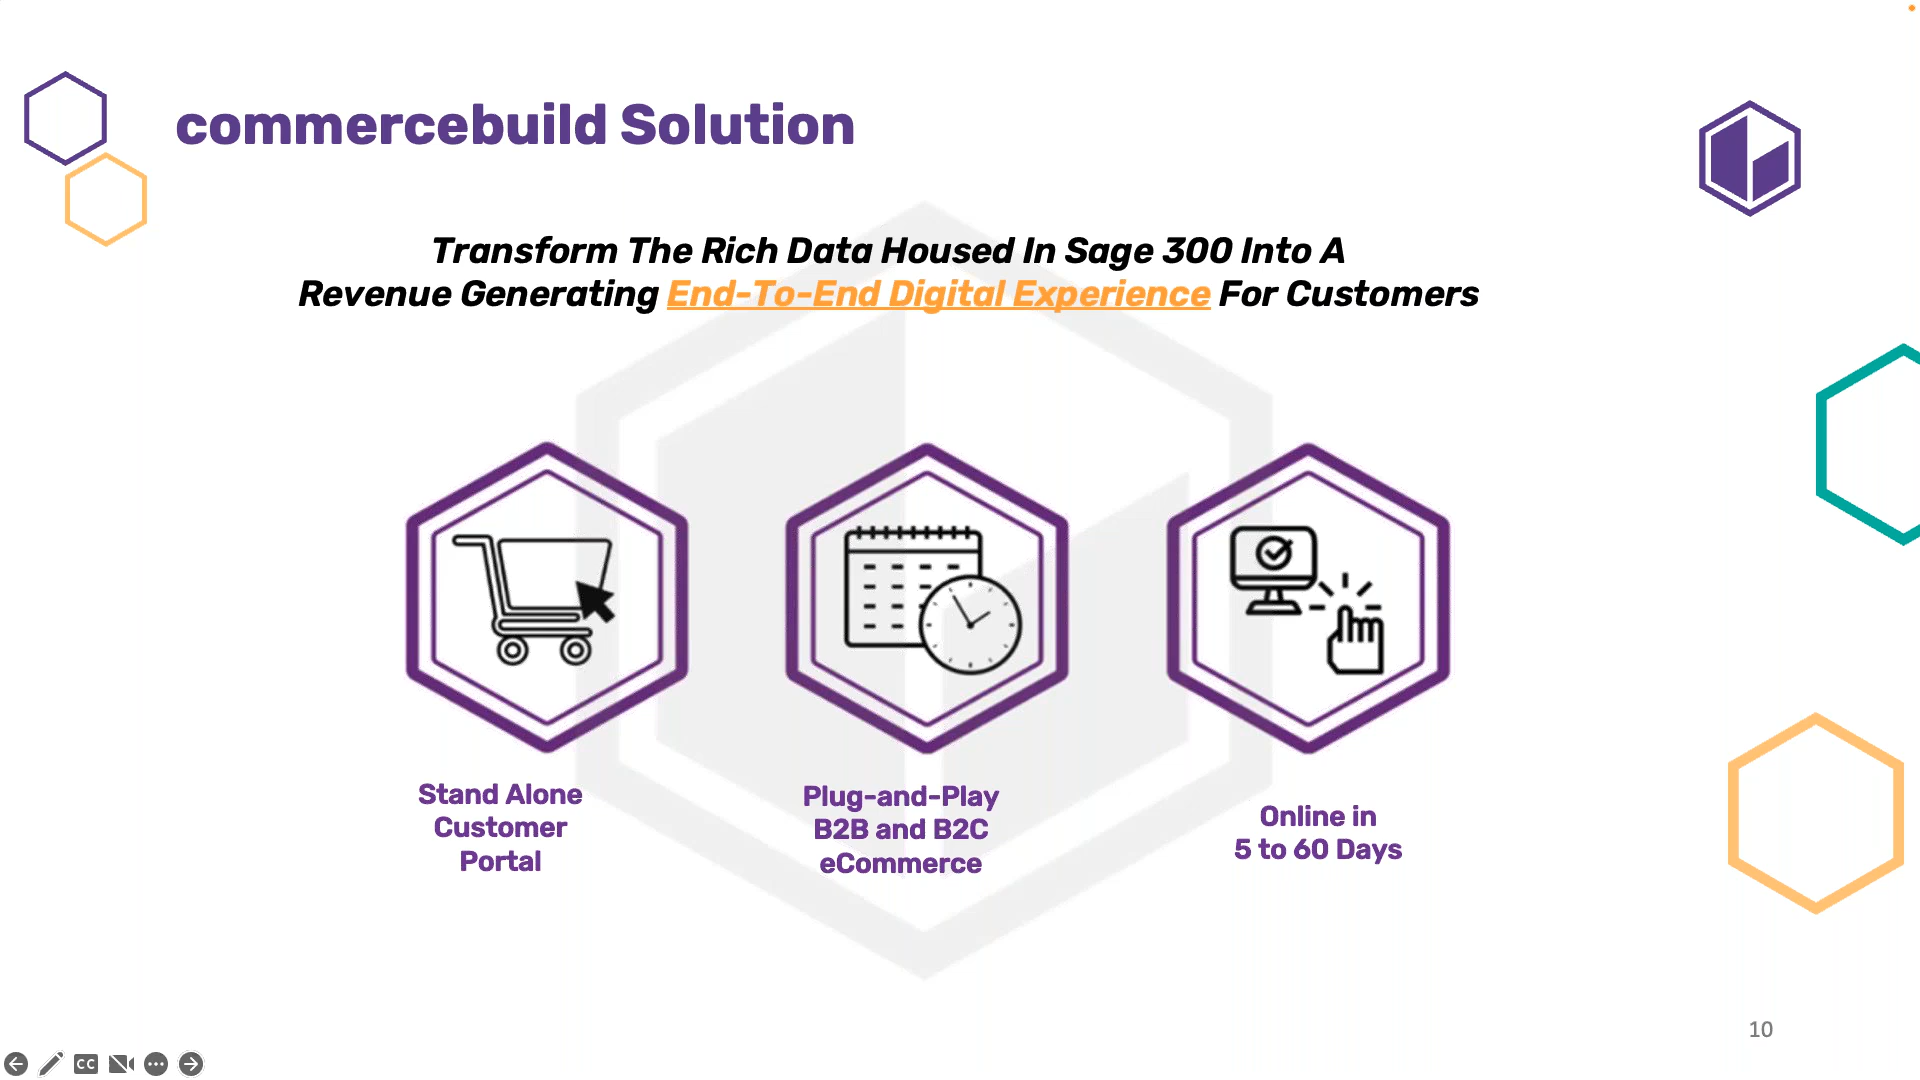 commercebuild Solution
Transform The Rich Data Housed In Sage 300 Into A
Revenue Generating End-To-End Digital Experience For Customers
Stand Alone
Customer
Portal
Plug-and-Play
B2B and B2C
eCommerce
Online in
5 to 60 Days
10
CC